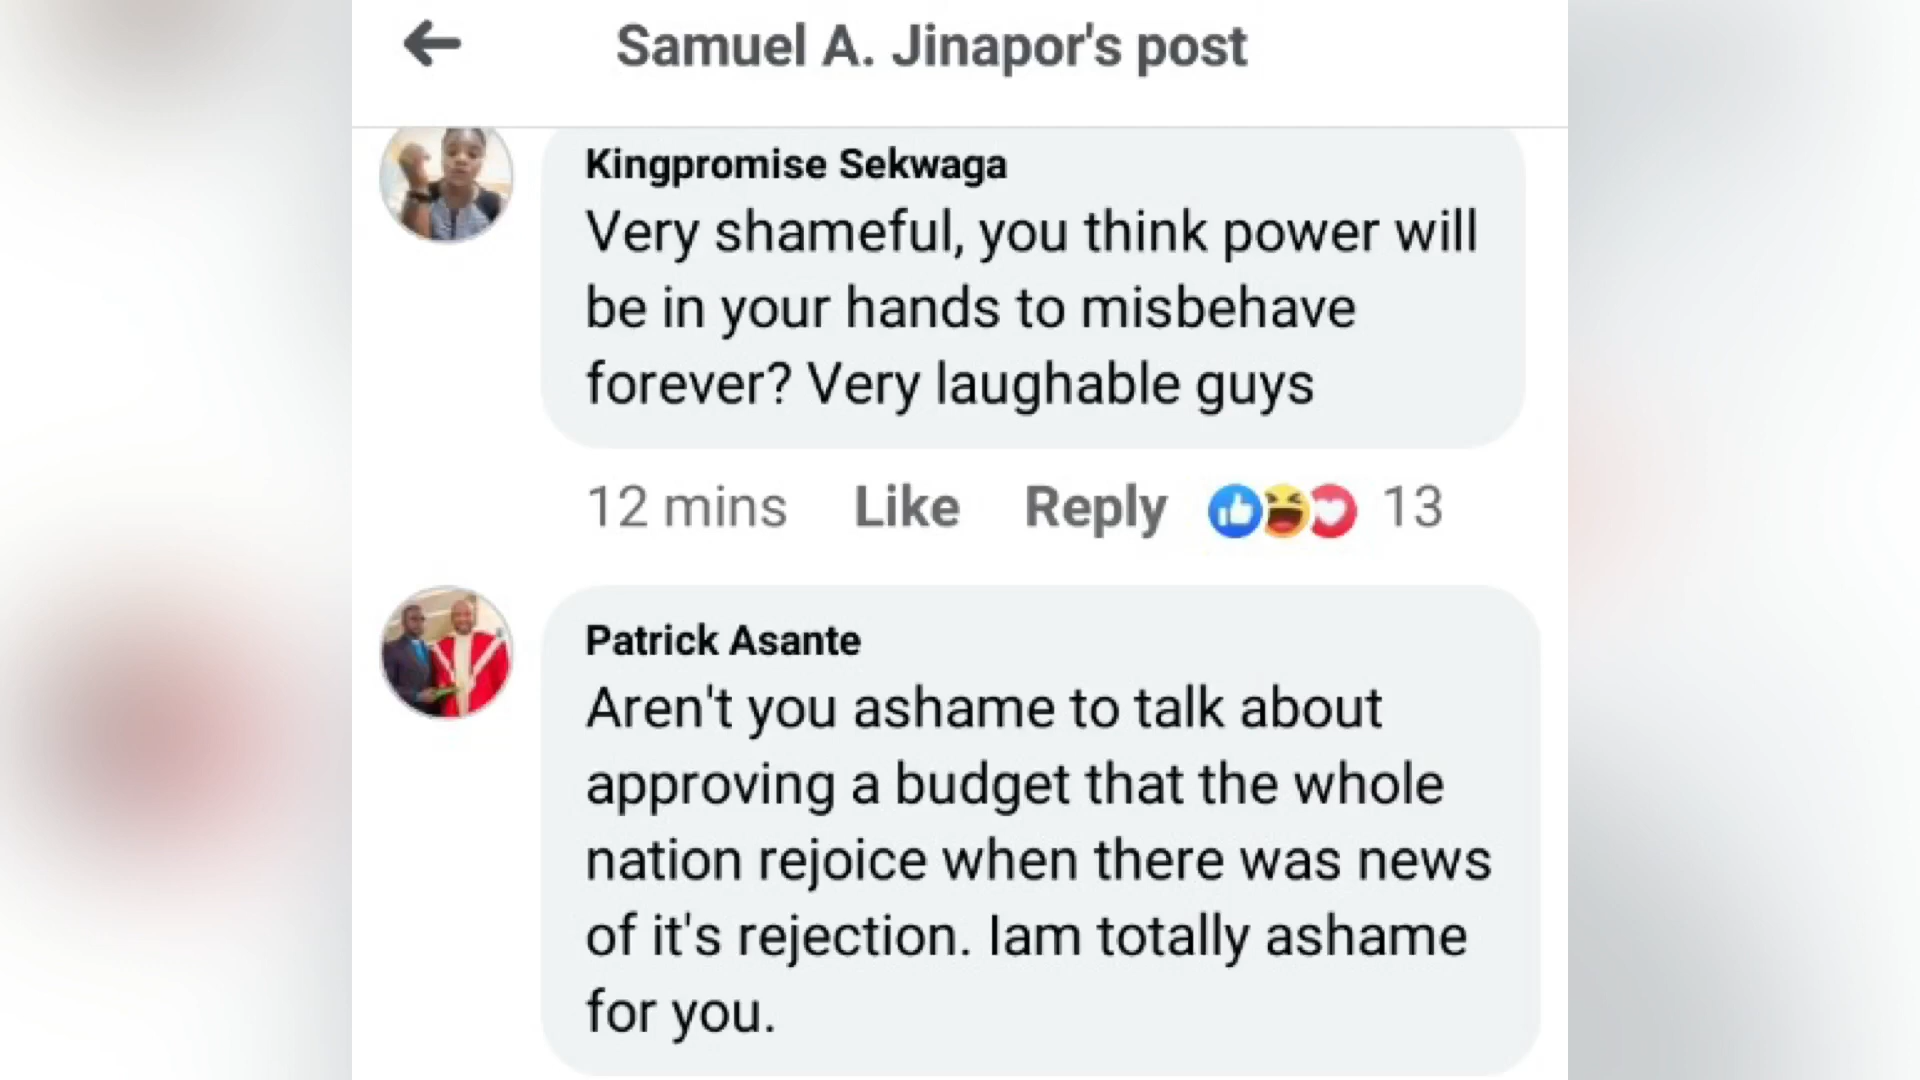 Samuel A. Jinapor's post
Kingpromise Sekwaga
Very shameful, you think power will
be in your hands to misbehave
forever? Very laughable guys
12 mins Like Reply 13
Patrick Asante
Aren't you ashame to talk about
approving a budget that the whole
nation rejoice when there was news
of it's rejection. Iam totally ashame
for you.